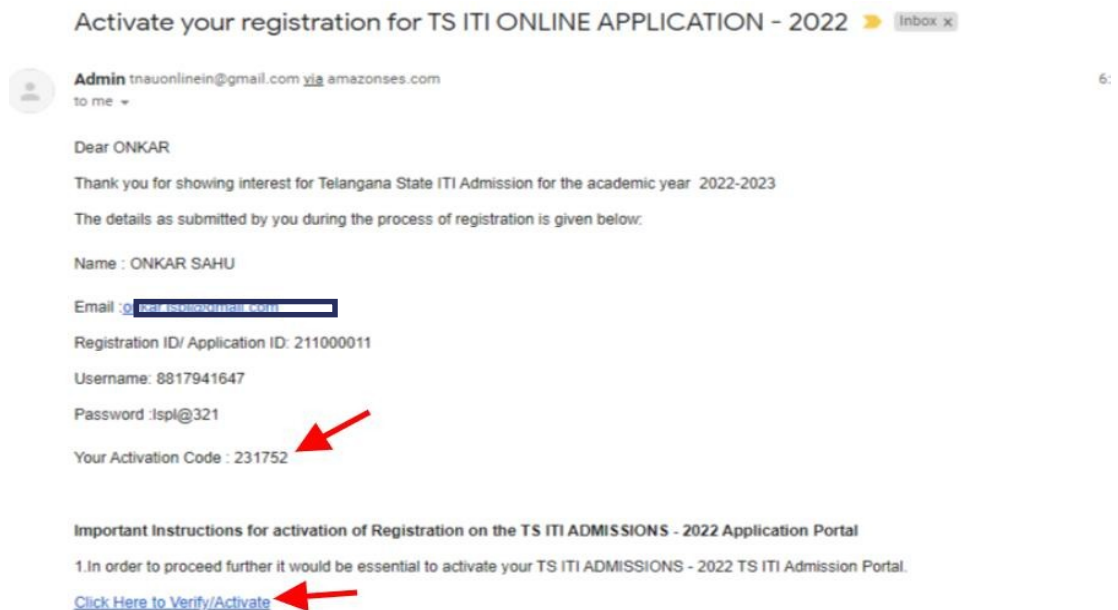 Activate your registration for TS ITI ONLINE APPLICATION - 2022 Inbox x
Admin tnauonlinein@gmail.com via amazonses.com 6:
to me
Dear ONKAR
Thank you for showing interest for Telangana State ITI Admission for the academic year 2022-2023
The details as submitted by you during the process of registration is given below:
Name : ONKAR SAHU
Email :
Registration ID/ Application ID: 211000011
Username: 8817941647
Password :lspl@321
Your Activation Code : 231752
Important Instructions for activation of Registration on the TS ITI ADMISSIONS - 2022 Application Portal
1.In order to proceed further it would be essential to activate your TS ITI ADMISSIONS - 2022 TS ITI Admission Portal.
Click Here to Verify/Activate